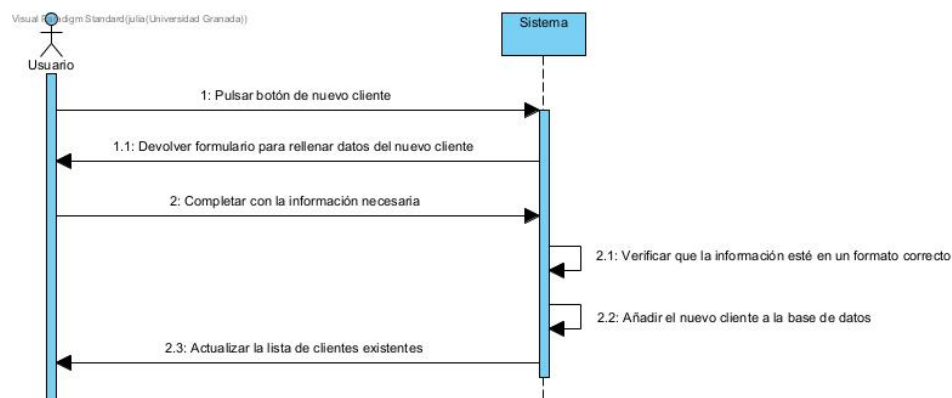 Visual Paradigm Standard(julia(Universidad Granada))
Usuario
Sistema
1: Pulsar botón de nuevo cliente
1.1: Devolver formulario para rellenar datos del nuevo cliente
2: Completar con la información necesaria
2.1: Verificar que la información esté en un formato correcto
2.2: Añadir el nuevo cliente a la base de datos
2.3: Actualizar la lista de clientes existentes